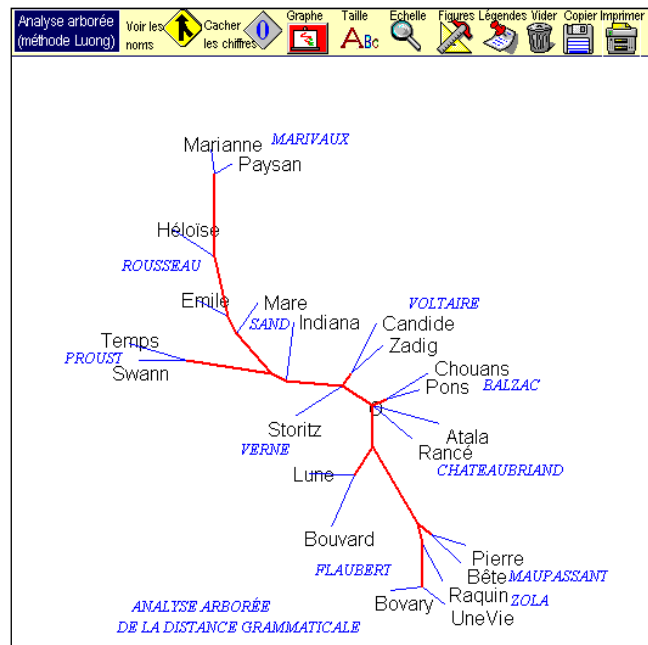 Analyse arborée
(méthode Luong)
Voir les
noms
Cacher
les chiffres
0
Graphe
Taille
ABC
Echelle
Figures
Légendes
Vider
Copier
Imprimer
Marianne
MARIVAUX
Paysan
Héloïse
ROUSSEAU
Emile
Mare
SAND
Indiana
VOLTAIRE
Candide
Zadig
Temps
PROUST
Swann
Chouans
Pons
BALZAC
Storitz
VERNE
Atala
Rancé
CHATEAUBRIAND
Lune
Bouvard
FLAUBERT
Pierre
Bête
MAUPASSANT
Raquin
ZOLA
Bovary
UneVie
ANALYSE ARBORÉE
DE LA DISTANCE GRAMMATICALE